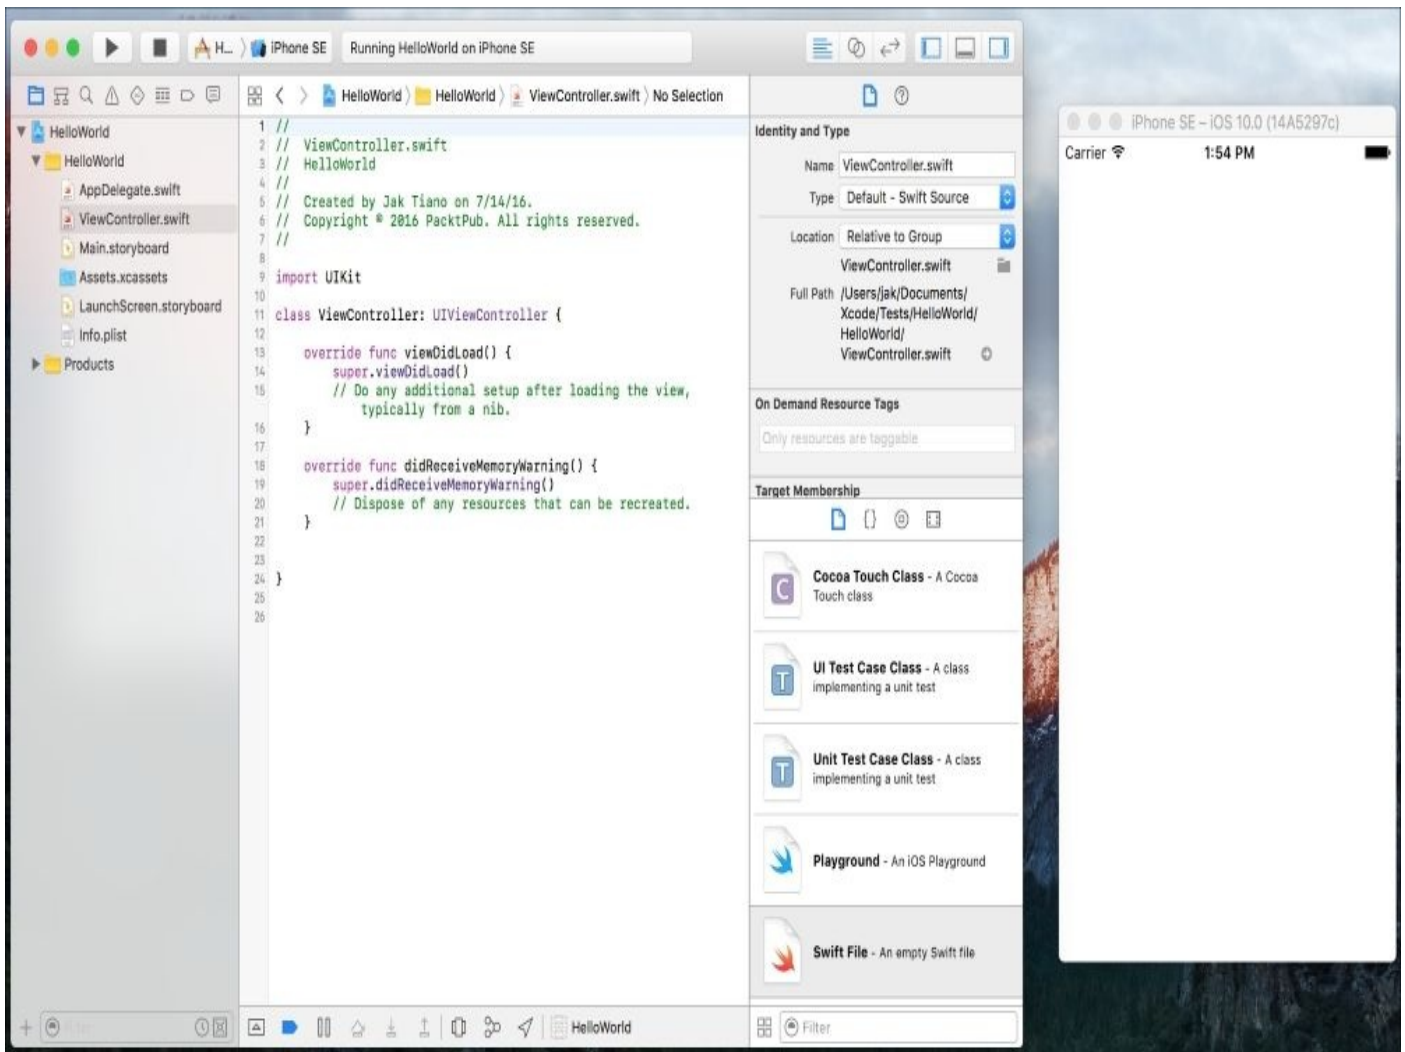 H...
iPhone SE
Running HelloWorld on iPhone SE
HelloWorld
HelloWorld
ViewController.swift
No Selection
HelloWorld
HelloWorld
AppDelegate.swift
ViewController.swift
Main.storyboard
Assets.xcassets
LaunchScreen.storyboard
Info.plist
Products
1 //
2 //  ViewController.swift
3 //  HelloWorld
4 //
5 //  Created by Jak Tiano on 7/14/16.
6 //  Copyright © 2016 PacktPub. All rights reserved.
7 //
8
9 import UIKit
10
11 class ViewController: UIViewController {
12
13     override func viewDidLoad() {
14         super.viewDidLoad()
15         // Do any additional setup after loading the view,
typically from a nib.
16     }
17
18     override func didReceiveMemoryWarning() {
19         super.didReceiveMemoryWarning()
20         // Dispose of any resources that can be recreated.
21     }
22
23
24 }
25
26
Filter
HelloWorld
Identity and Type
Name ViewController.swift
Type Default - Swift Source
Location Relative to Group
ViewController.swift
Full Path /Users/jak/Documents/
Xcode/Tests/HelloWorld/
HelloWorld/
ViewController.swift
On Demand Resource Tags
Only resources are taggable
Target Membership
{}
C
Cocoa Touch Class - A Cocoa
Touch class
T
UI Test Case Class - A class
implementing a unit test
T
Unit Test Case Class - A class
implementing a unit test
Playground - An iOS Playground
Swift File - An empty Swift file
Filter
iPhone SE – iOS 10.0 (14A5297c)
Carrier 1:54 PM